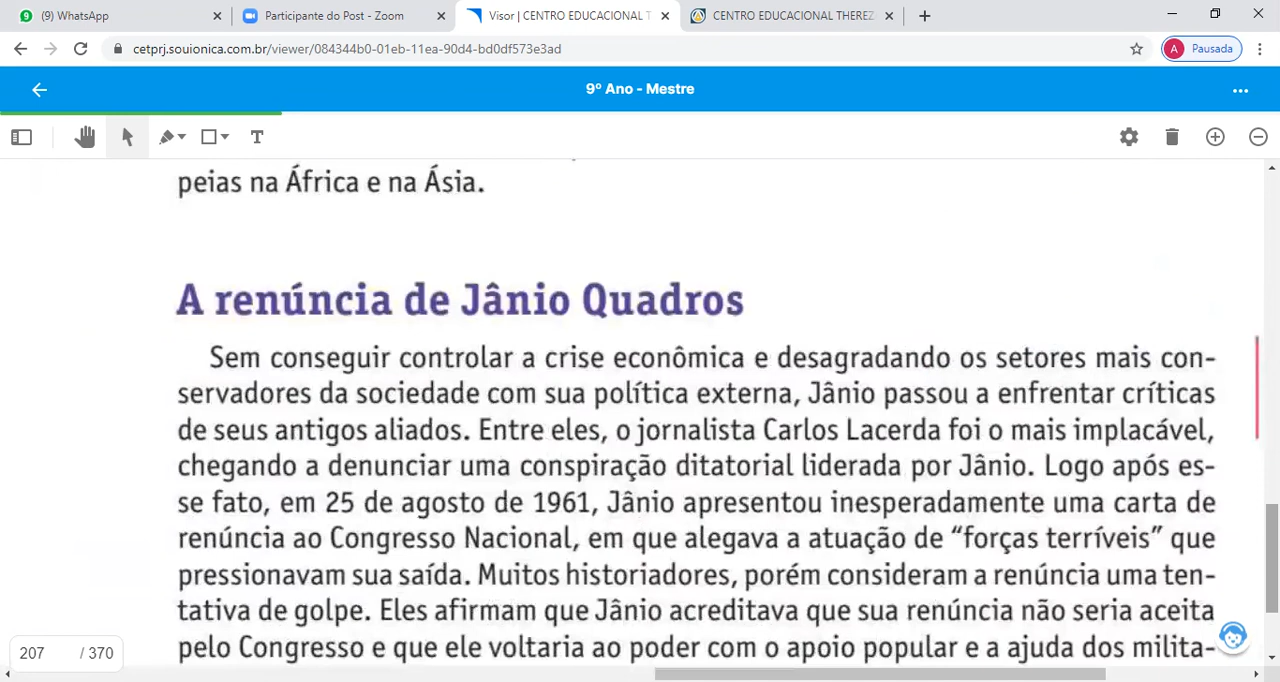 (9) WhatsApp
Participante do Post - Zoom
Visor | CENTRO EDUCACIONAL T
CENTRO EDUCACIONAL THEREZ
cetprj.souionica.com.br/viewer/084344b0-01eb-11ea-90d4-bd0df573e3ad
A Pausada
9º Ano - Mestre
T
peias na África e na Ásia.
A renúncia de Jânio Quadros
Sem conseguir controlar a crise econômica e desagradando os setores mais con-
servadores da sociedade com sua política externa, Jânio passou a enfrentar críticas
de seus antigos aliados. Entre eles, o jornalista Carlos Lacerda foi o mais implacável,
chegando a denunciar uma conspiração ditatorial liderada por Jânio. Logo após es-
se fato, em 25 de agosto de 1961, Jânio apresentou inesperadamente uma carta de
renúncia ao Congresso Nacional, em que alegava a atuação de “forças terríveis” que
pressionavam sua saída. Muitos historiadores, porém consideram a renúncia uma ten-
tativa de golpe. Eles afirmam que Jânio acreditava que sua renúncia não seria aceita
pelo Congresso e que ele voltaria ao poder com o apoio popular e a ajuda dos milita-
207 / 370